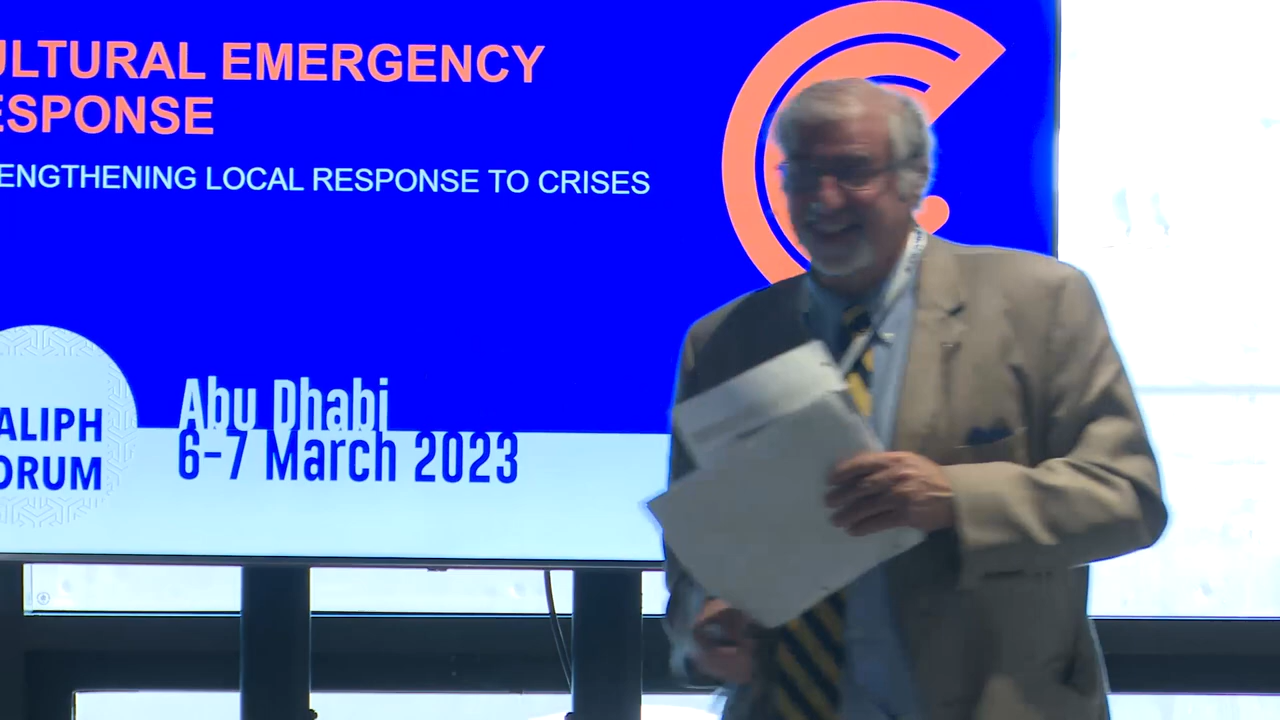 ULTURAL EMERGENCY
ESPONSE
ENGTHENING LOCAL RESPONSE TO CRISES
ALIPH
ORUM
Abu Dhabi
6-7 March 2023